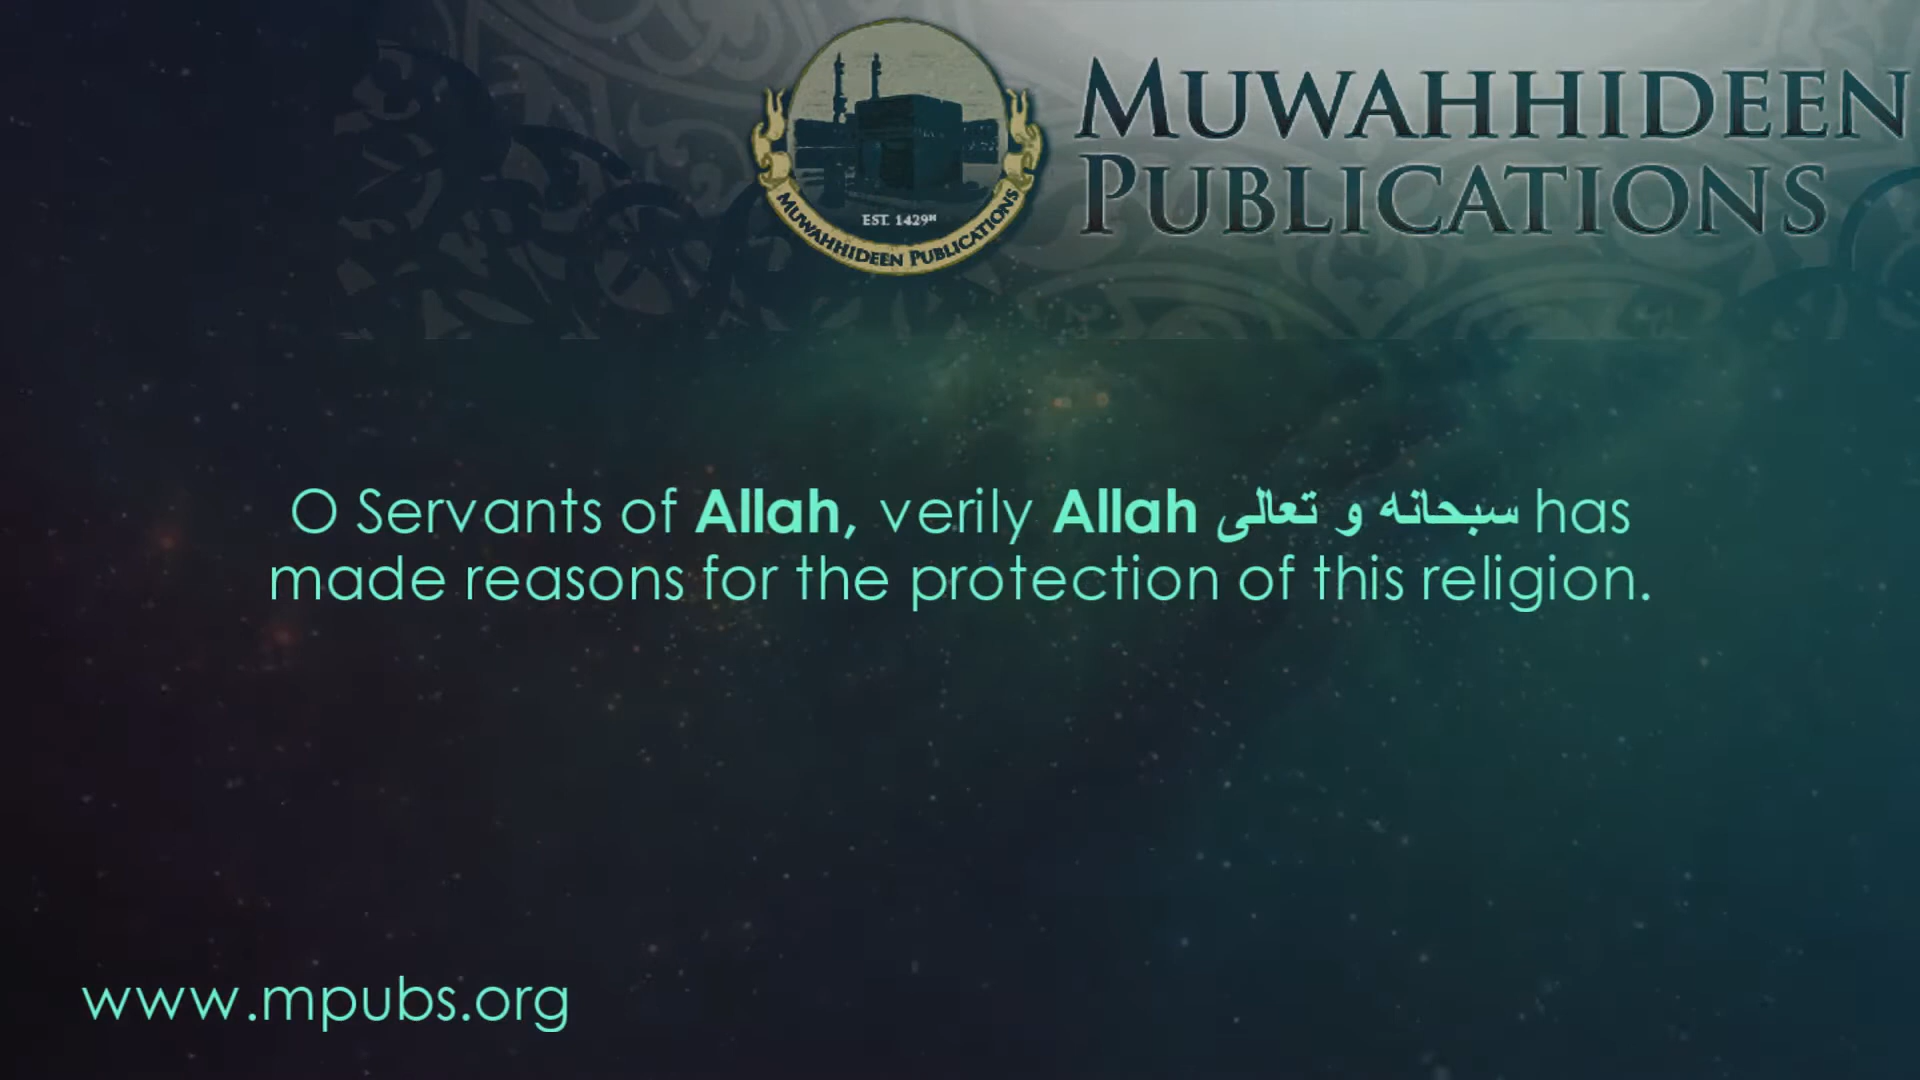 MUWAHHIDEEN
PUBLICATIONS
EST. 1429H
MUWAHHIDEEN PUBLICATIONS
O Servants of Allah, verily Allah سبحانه و تعالى has
made reasons for the protection of this religion.
www.mpubs.org